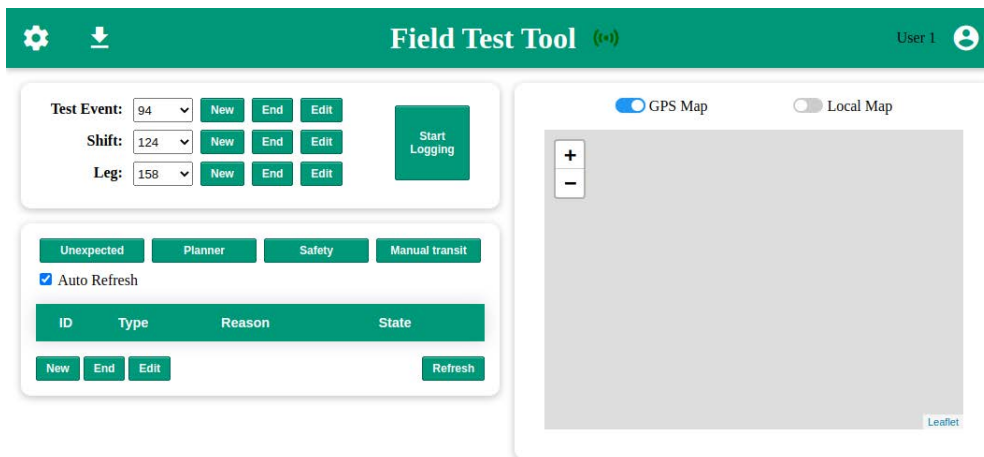 Field Test Tool
User 1
Test Event: 94 New End Edit
Shift: 124 New End Edit
Leg: 158 New End Edit
Start
Logging
Unexpected Planner Safety Manual transit
Auto Refresh
ID Type Reason State
New End Edit Refresh
GPS Map Local Map
+
−
Leaflet